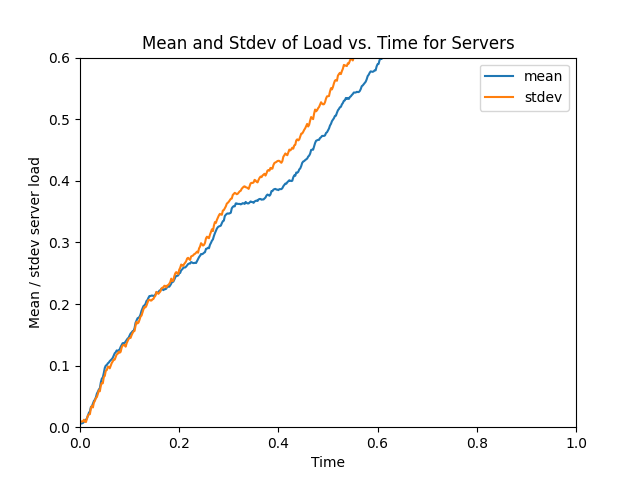 Mean and Stdev of Load vs. Time for Servers
mean
stdev
Mean / stdev server load
0.6
0.5
0.4
0.3
0.2
0.1
0.0
0.0 0.2 0.4 0.6 0.8 1.0
Time